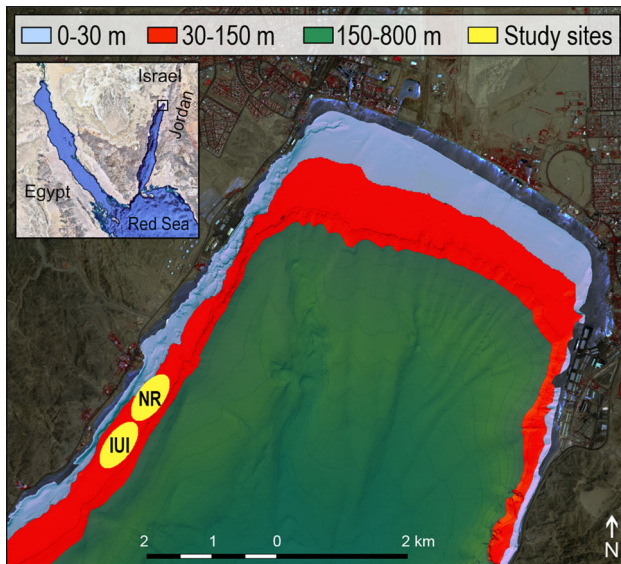 0-30 m 30-150 m 150-800 m Study sites
Israel
Jordan
Egypt
Red Sea
NR
IUI
2 1 0 2 km
N